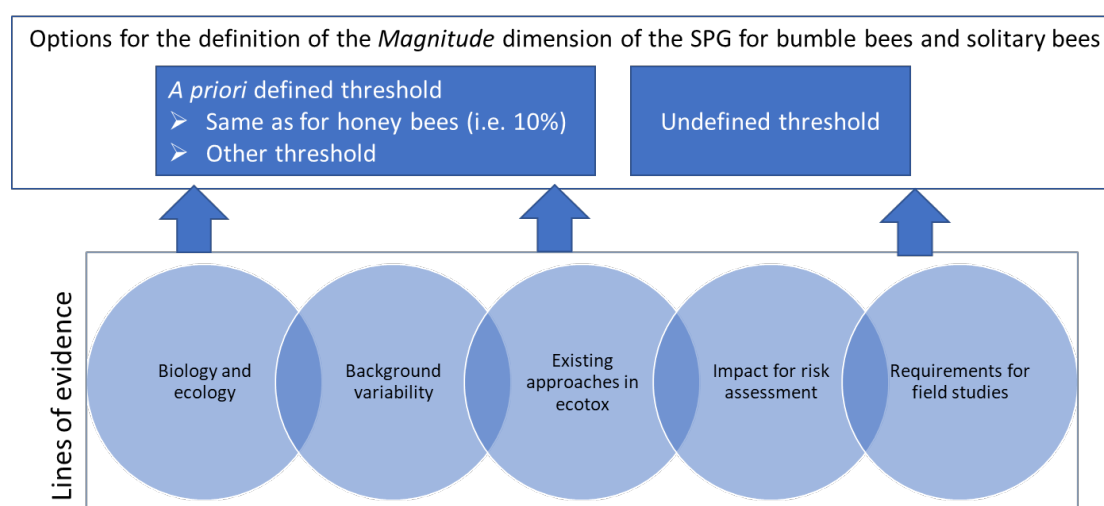 Options for the definition of the Magnitude dimension of the SPG for bumble bees and solitary bees
A priori defined threshold
➢ Same as for honey bees (i.e. 10%)
➢ Other threshold
Undefined threshold
Lines of evidence
Biology and
ecology
Background
variability
Existing
approaches in
ecotox
Impact for risk
assessment
Requirements for
field studies